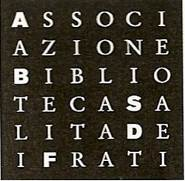 ASSOCI
AZIONE
BIBLIO
TECASA
LITADE
IFRATI